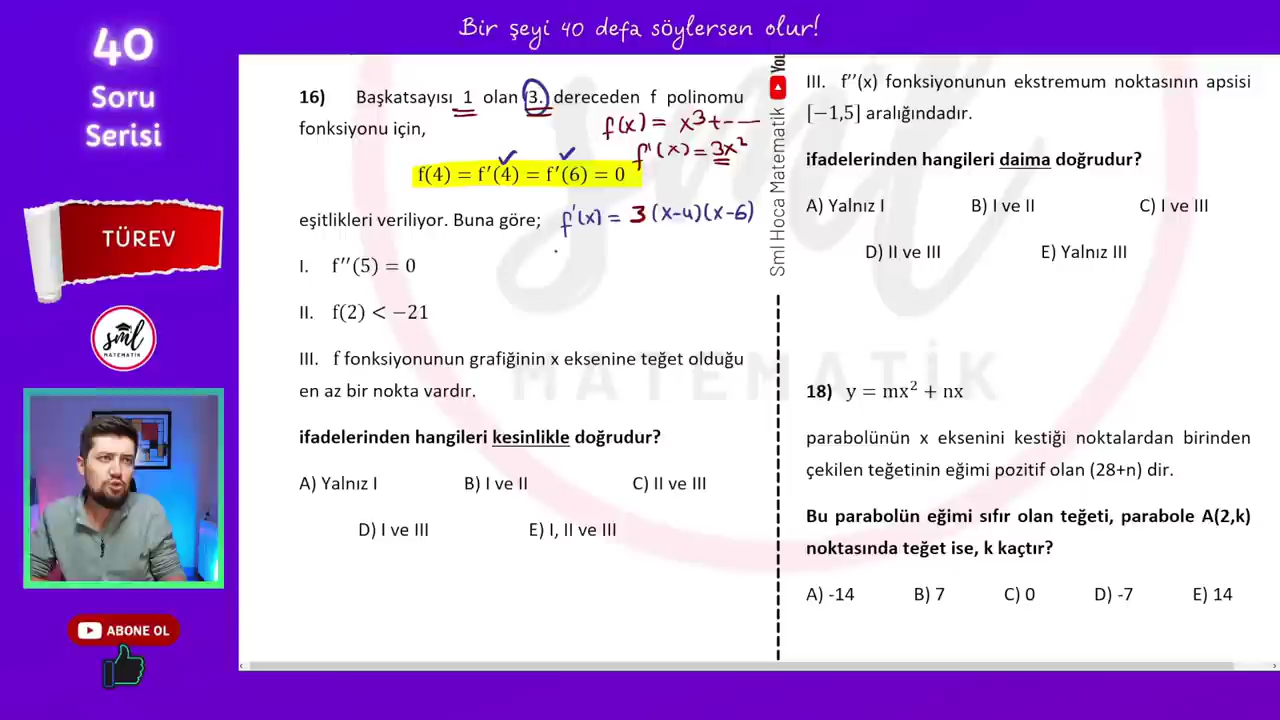 Bir şeyi 40 defa söylersen olur!
40
Soru
Serisi
TÜREV
sml
MATEMATİK
ABONE OL
16) Başkatsayısı 1 olan 3. dereceden f polinomu
fonksiyonu için,
f(x) = x³+---
f'(x) = 3x²
f(4) = f′(4) = f′(6) = 0
eşitlikleri veriliyor. Buna göre;
f'(x) = 3(x-4)(x-6)
I. f′′(5) = 0
II. f(2) < −21
III. f fonksiyonunun grafiğinin x eksenine teğet olduğu
en az bir nokta vardır.
ifadelerinden hangileri kesinlikle doğrudur?
A) Yalnız I B) I ve II C) II ve III
D) I ve III E) I, II ve III
Sml Hoca Matematik You
III. f′′(x) fonksiyonunun ekstremum noktasının apsisi
[−1,5] aralığındadır.
ifadelerinden hangileri daima doğrudur?
A) Yalnız I B) I ve II C) I ve III
D) II ve III E) Yalnız III
18) y = mx² + nx
parabolünün x eksenini kestiği noktalardan birinden
çekilen teğetinin eğimi pozitif olan (28+n) dir.
Bu parabolün eğimi sıfır olan teğeti, parabole A(2,k)
noktasında teğet ise, k kaçtır?
A) -14 B) 7 C) 0 D) -7 E) 14
sml
MATEMATİK